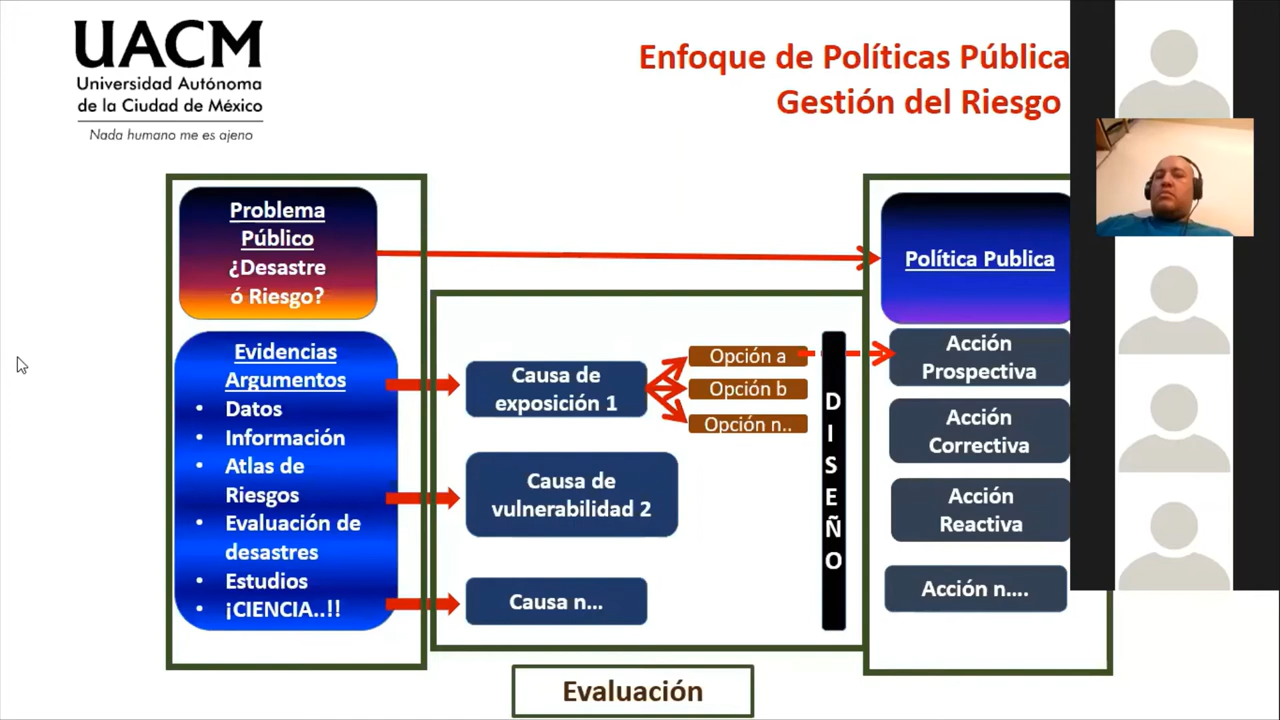 UACM
Universidad Autónoma
de la Ciudad de México
Nada humano me es ajeno
Enfoque de Políticas Pública
Gestión del Riesgo
Problema
Público
¿Desastre
ó Riesgo?
Evidencias
Argumentos
• Datos
• Información
• Atlas de
Riesgos
• Evaluación de
desastres
• Estudios
• ¡CIENCIA..!!
Causa de
exposición 1
Opción a
Opción b
Opción n..
Causa de
vulnerabilidad 2
Causa n...
DISEÑO
Política Publica
Acción
Prospectiva
Acción
Correctiva
Acción
Reactiva
Acción n....
Evaluación